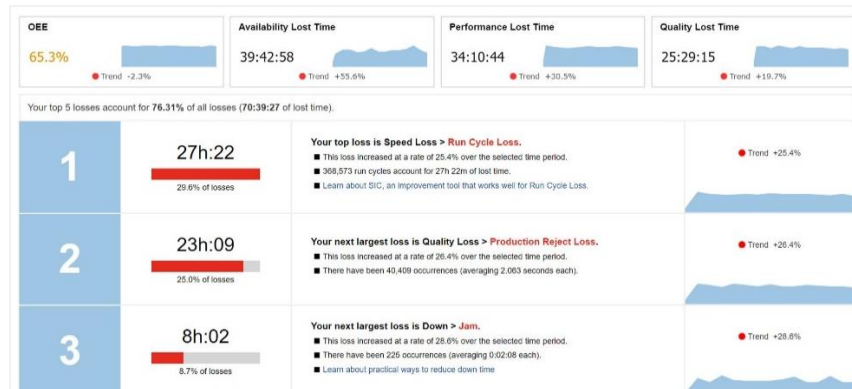 OEE
65.3%
Trend -2.3%
Availability Lost Time
39:42:58
Trend +55.6%
Performance Lost Time
34:10:44
Trend +30.5%
Quality Lost Time
25:29:15
Trend +19.7%
Your top 5 losses account for 76.31% of all losses (70:39:27 of lost time).
1
27h:22
29.6% of losses
Your top loss is Speed Loss > Run Cycle Loss.
This loss increased at a rate of 25.4% over the selected time period.
368,573 run cycles account for 27h 22m of lost time.
Learn about SIC, an improvement tool that works well for Run Cycle Loss.
Trend +25.4%
2
23h:09
25.0% of losses
Your next largest loss is Quality Loss > Production Reject Loss.
This loss increased at a rate of 26.4% over the selected time period.
There have been 40,409 occurrences (averaging 2.063 seconds each).
Trend +26.4%
3
8h:02
8.7% of losses
Your next largest loss is Down > Jam.
This loss increased at a rate of 28.6% over the selected time period.
There have been 225 occurrences (averaging 0:02:08 each).
Learn about practical ways to reduce down time
Trend +28.6%